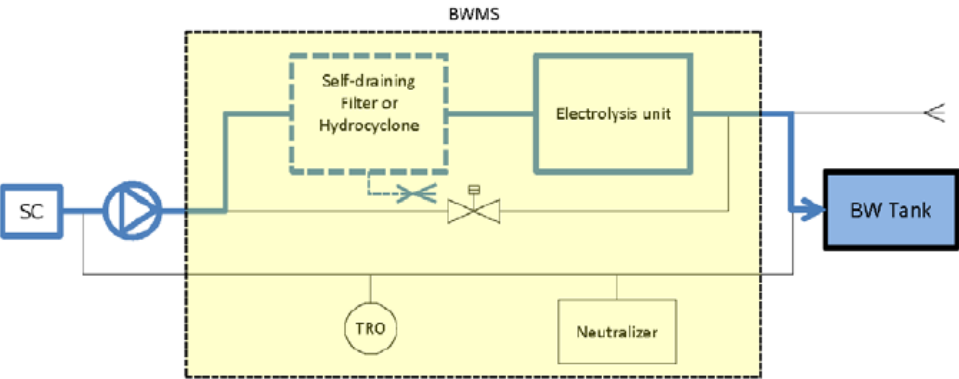 BWMS
Self-draining
Filter or
Hydrocyclone
Electrolysis unit
SC
BW Tank
TRO
Neutralizer